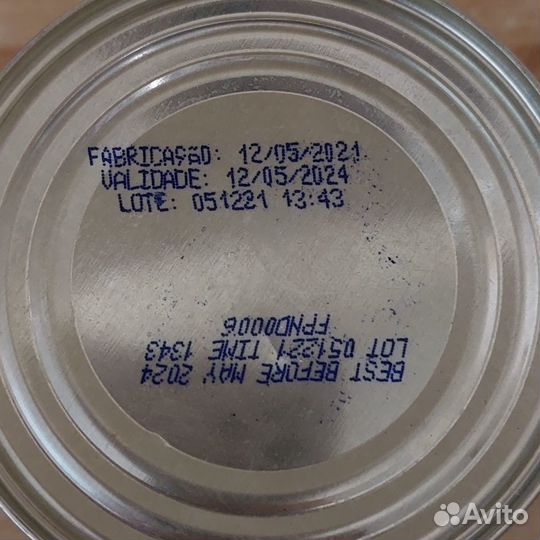 FABRICAÇÃO: 12/05/2021
VALIDADE: 12/05/2024
LOTE: 051221 13:43
BEST BEFORE MAY 2024
LOT 051221 TIME 1343
FPND0006
Avito